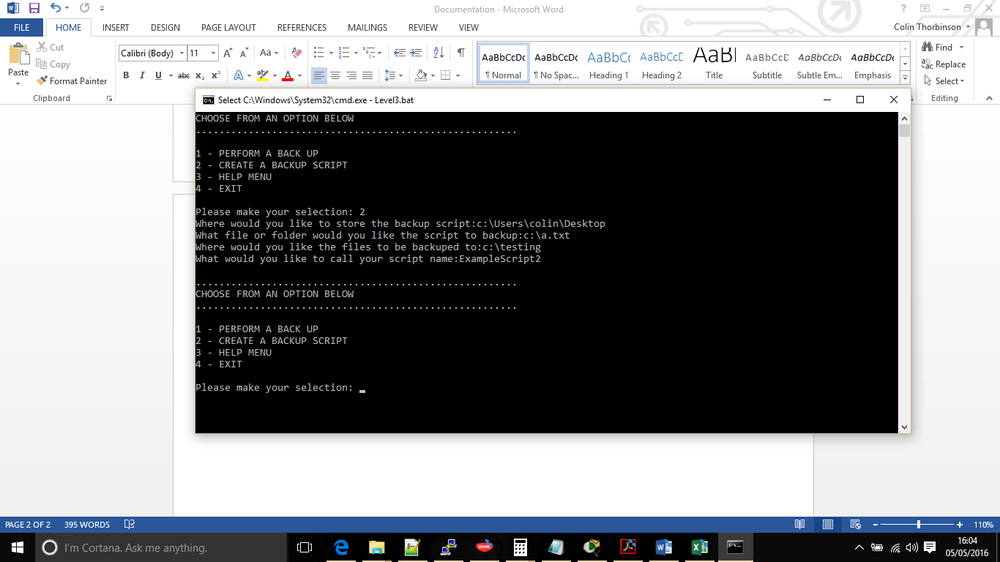 Documentation - Microsoft Word
FILE HOME INSERT DESIGN PAGE LAYOUT REFERENCES MAILINGS REVIEW VIEW
Colin Thorbinson
Paste
Cut
Copy
Format Painter
Clipboard
Calibri (Body) 11
AaBbCcDc AaBbCcDc AaBbCc AaBbCcD AaBl AaBbCcD AaBbCcDc AaBbCcDc
¶ Normal ¶ No Spac... Heading 1 Heading 2 Title Subtitle Subtle Em... Emphasis
Find
Replace
Select
Editing
Select C:\Windows\System32\cmd.exe - Level3.bat
CHOOSE FROM AN OPTION BELOW
.......................................................
1 - PERFORM A BACK UP
2 - CREATE A BACKUP SCRIPT
3 - HELP MENU
4 - EXIT
Please make your selection: 2
Where would you like to store the backup script:c:\Users\colin\Desktop
What file or folder would you like the script to backup:c:\a.txt
Where would you like the files to be backuped to:c:\testing
What would you like to call your script name:ExampleScript2
.......................................................
CHOOSE FROM AN OPTION BELOW
.......................................................
1 - PERFORM A BACK UP
2 - CREATE A BACKUP SCRIPT
3 - HELP MENU
4 - EXIT
Please make your selection:
PAGE 2 OF 2 395 WORDS
110%
I'm Cortana. Ask me anything.
GAME
16:04
05/05/2016